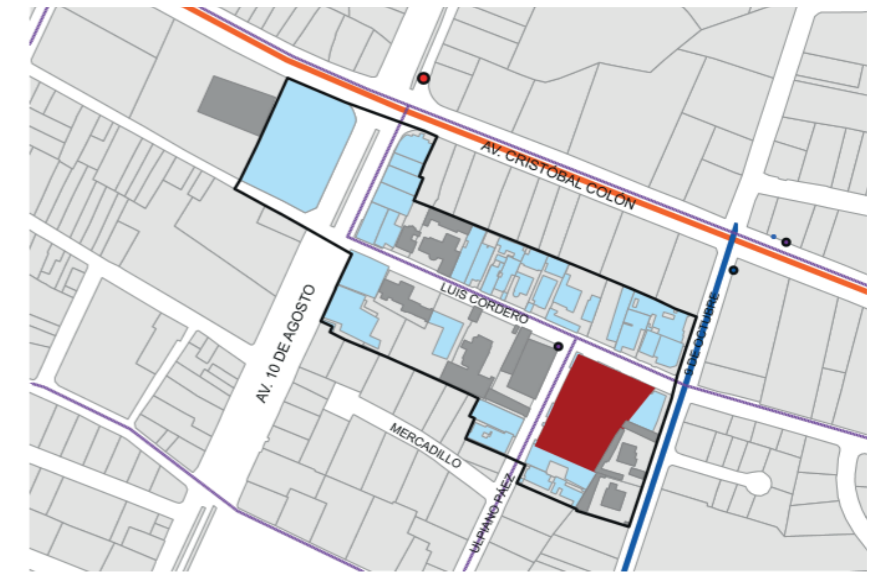 AV. CRISTÓBAL COLÓN
LUIS CORDERO
9 DE OCTUBRE
AV. 10 DE AGOSTO
MERCADILLO
ULPIANO PÁEZ